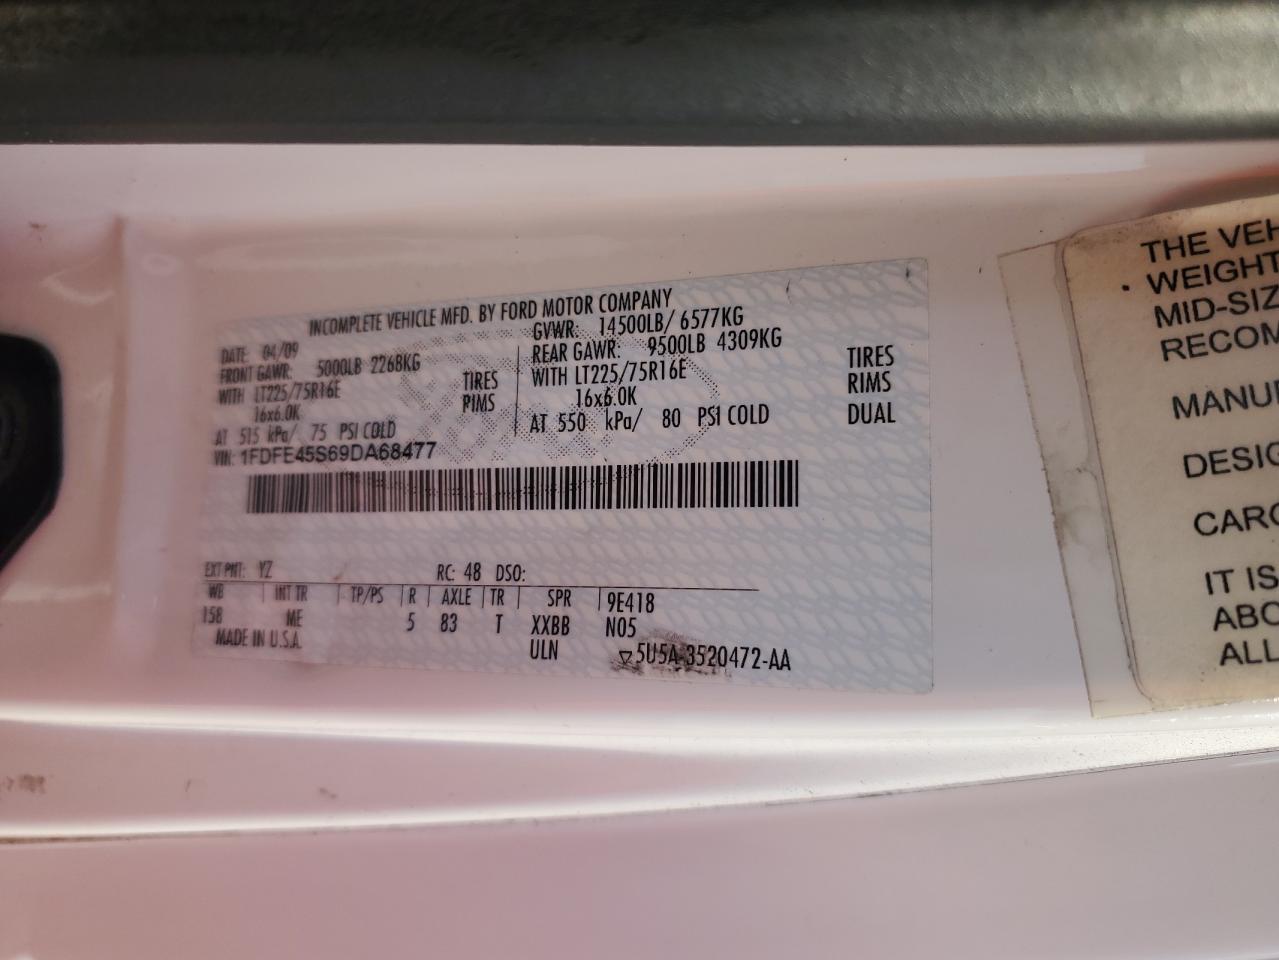 INCOMPLETE VEHICLE MFD. BY FORD MOTOR COMPANY
DATE: 04/09
GVWR: 14500LB/ 6577KG
FRONT GAWR: 5000LB 2268KG
REAR GAWR: 9500LB 4309KG
WITH LT225/75R16E TIRES
WITH LT225/75R16E TIRES
16x6.0K RIMS
16x6.0K RIMS
AT 515 kPa/ 75 PSI COLD
AT 550 kPa/ 80 PSI COLD DUAL
VIN: 1FDFE45S69DA68477
EXT PNT: YZ RC: 48 DSO:
WB INT TR TP/PS R AXLE TR SPR 9E418
158 ME 5 83 T XXBB N05
MADE IN U.S.A. ULN ▽5U5A-3520472-AA
THE VEH
· WEIGHT
MID-SIZ
RECOM
MANU
DESIG
CARG
IT IS
ABO
ALL